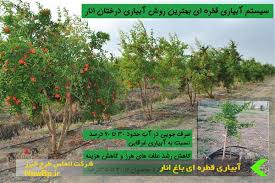 سیستم آبیاری قطره ای بهترین روش آبیاری درختان انار
صرف جویی در آب حدود ۳۰ تا ۶۰ درصد
نسبت به آبیاری غرقابی
کاهش رشد علف های هرز و کاهش هزینه
آبیاری قطره ای باغ انار